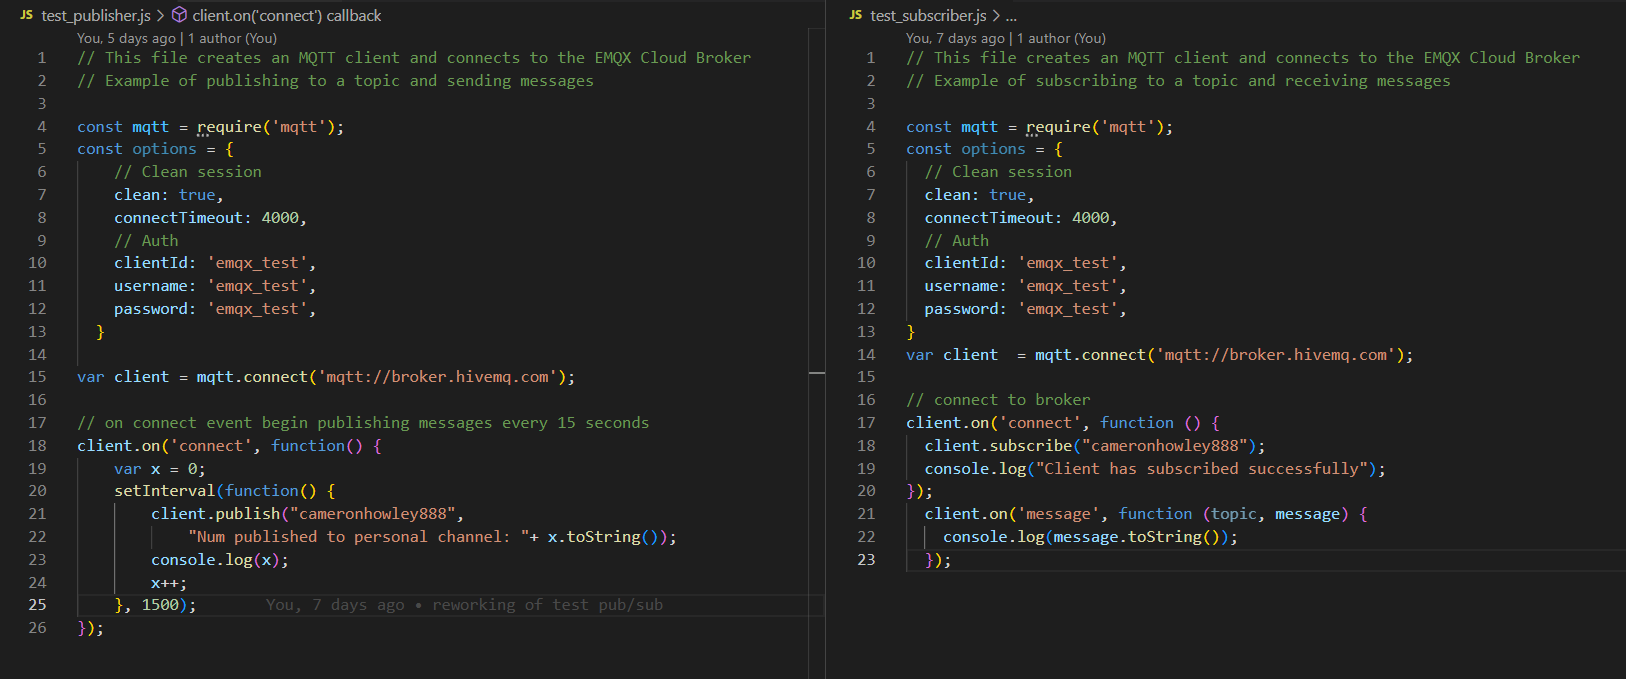 JS test_publisher.js > client.on('connect') callback
You, 5 days ago | 1 author (You)
1 // This file creates an MQTT client and connects to the EMQX Cloud Broker
2 // Example of publishing to a topic and sending messages
3
4 const mqtt = require('mqtt');
5 const options = {
6 // Clean session
7 clean: true,
8 connectTimeout: 4000,
9 // Auth
10 clientId: 'emqx_test',
11 username: 'emqx_test',
12 password: 'emqx_test',
13 }
14
15 var client = mqtt.connect('mqtt://broker.hivemq.com');
16
17 // on connect event begin publishing messages every 15 seconds
18 client.on('connect', function() {
19 var x = 0;
20 setInterval(function() {
21 client.publish("cameronhowley888",
22 "Num published to personal channel: "+ x.toString());
23 console.log(x);
24 x++;
25 }, 1500); You, 7 days ago • reworking of test pub/sub
26 });
JS test_subscriber.js > ...
You, 7 days ago | 1 author (You)
1 // This file creates an MQTT client and connects to the EMQX Cloud Broker
2 // Example of subscribing to a topic and receiving messages
3
4 const mqtt = require('mqtt');
5 const options = {
6 // Clean session
7 clean: true,
8 connectTimeout: 4000,
9 // Auth
10 clientId: 'emqx_test',
11 username: 'emqx_test',
12 password: 'emqx_test',
13 }
14 var client  = mqtt.connect('mqtt://broker.hivemq.com');
15
16 // connect to broker
17 client.on('connect', function () {
18 client.subscribe("cameronhowley888");
19 console.log("Client has subscribed successfully");
20 });
21 client.on('message', function (topic, message) {
22 console.log(message.toString());
23 });